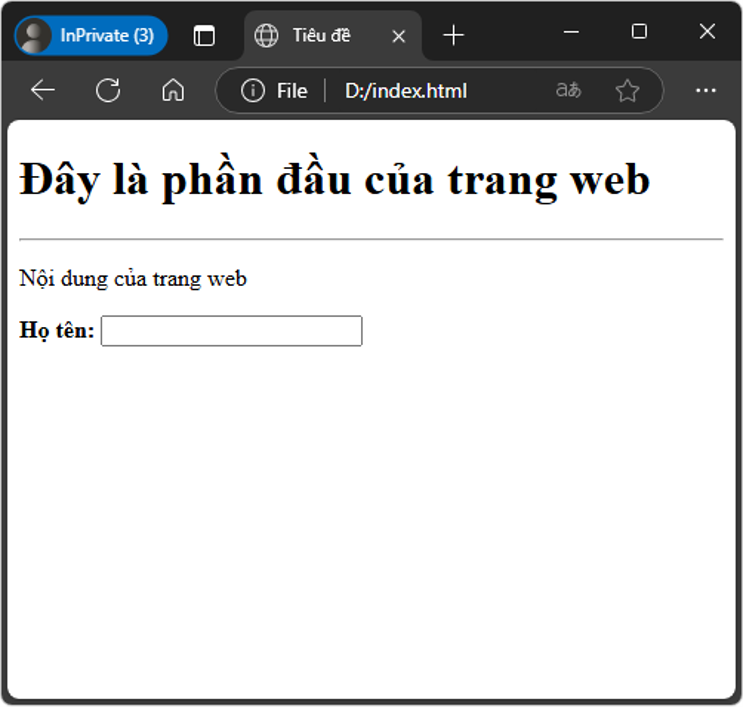 InPrivate (3) Tiêu đề
File D:/index.html aあ
Đây là phần đầu của trang web
Nội dung của trang web
Họ tên: